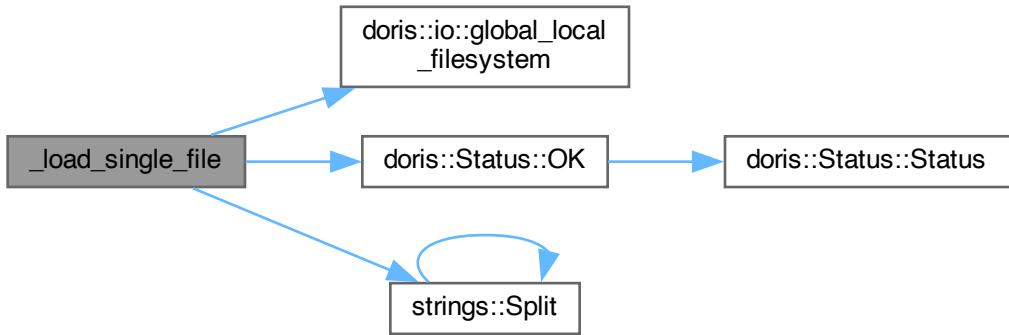 doris::io::global_local
_filesystem
_load_single_file
doris::Status::OK
doris::Status::Status
strings::Split